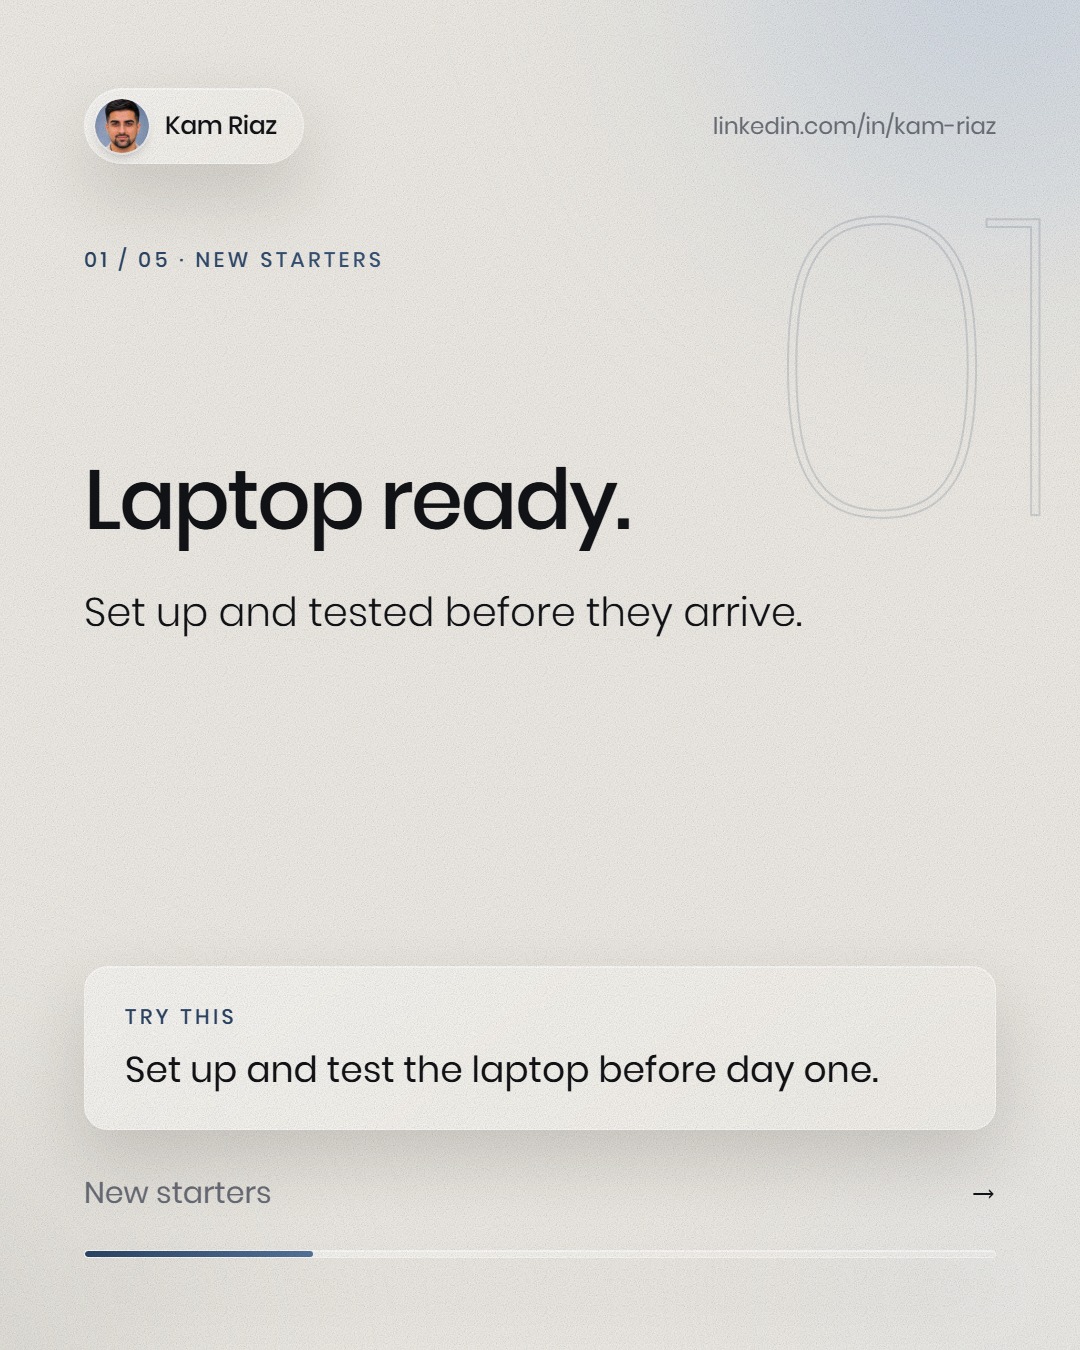 Kam Riaz
linkedin.com/in/kam-riaz
01 / 05 · NEW STARTERS
01
Laptop ready.
Set up and tested before they arrive.
TRY THIS
Set up and test the laptop before day one.
New starters →